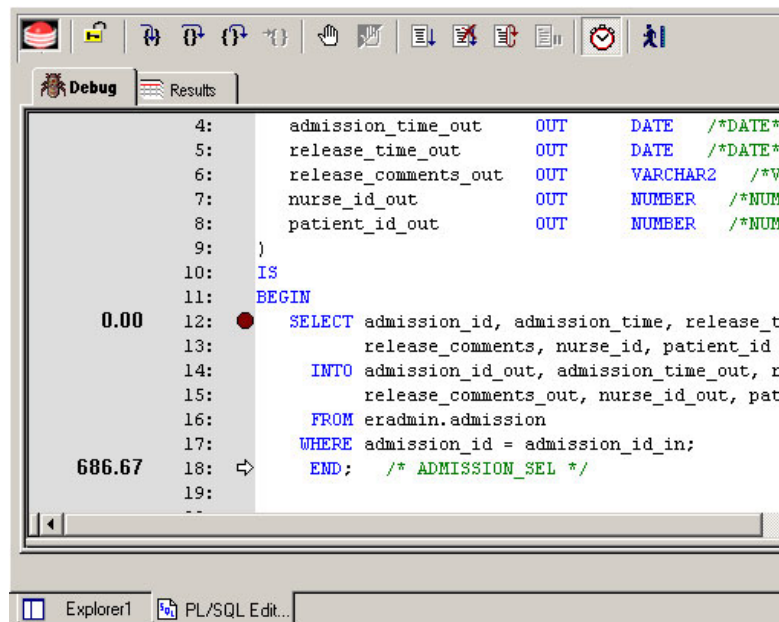 Debug Results
4: admission_time_out OUT DATE /*DATE*
5: release_time_out OUT DATE /*DATE*
6: release_comments_out OUT VARCHAR2 /*V
7: nurse_id_out OUT NUMBER /*NUM
8: patient_id_out OUT NUMBER /*NUM
9: )
10: IS
11: BEGIN
0.00 12: SELECT admission_id, admission_time, release_t
13: release_comments, nurse_id, patient_id
14: INTO admission_id_out, admission_time_out, r
15: release_comments_out, nurse_id_out, pat
16: FROM eradmin.admission
17: WHERE admission_id = admission_id_in;
686.67 18: END; /* ADMISSION_SEL */
19:
Explorer1 PL/SQL Edit...